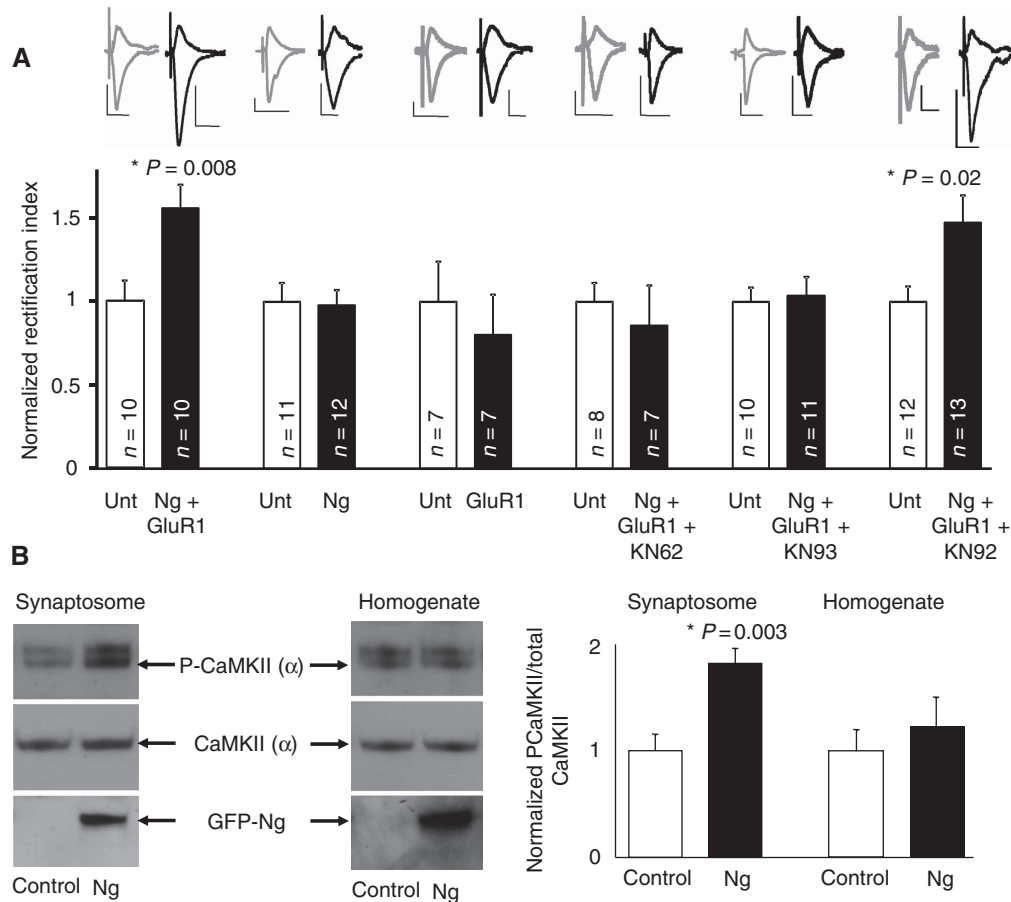 A
* P = 0.008
* P = 0.02
Normalized rectification index
1.5
1
0.5
0
n = 10
n = 10
n = 11
n = 12
n = 7
n = 7
n = 8
n = 7
n = 10
n = 11
n = 12
n = 13
Unt
Ng +
GluR1
Unt
Ng
Unt
GluR1
Unt
Ng +
GluR1 +
KN62
Unt
Ng +
GluR1 +
KN93
Unt
Ng +
GluR1 +
KN92
B
Synaptosome
Homogenate
P-CaMKII (α)
CaMKII (α)
GFP-Ng
Control
Ng
Control
Ng
Synaptosome
Homogenate
* P = 0.003
Normalized PCaMKII/total
CaMKII
2
1
0
Control
Ng
Control
Ng